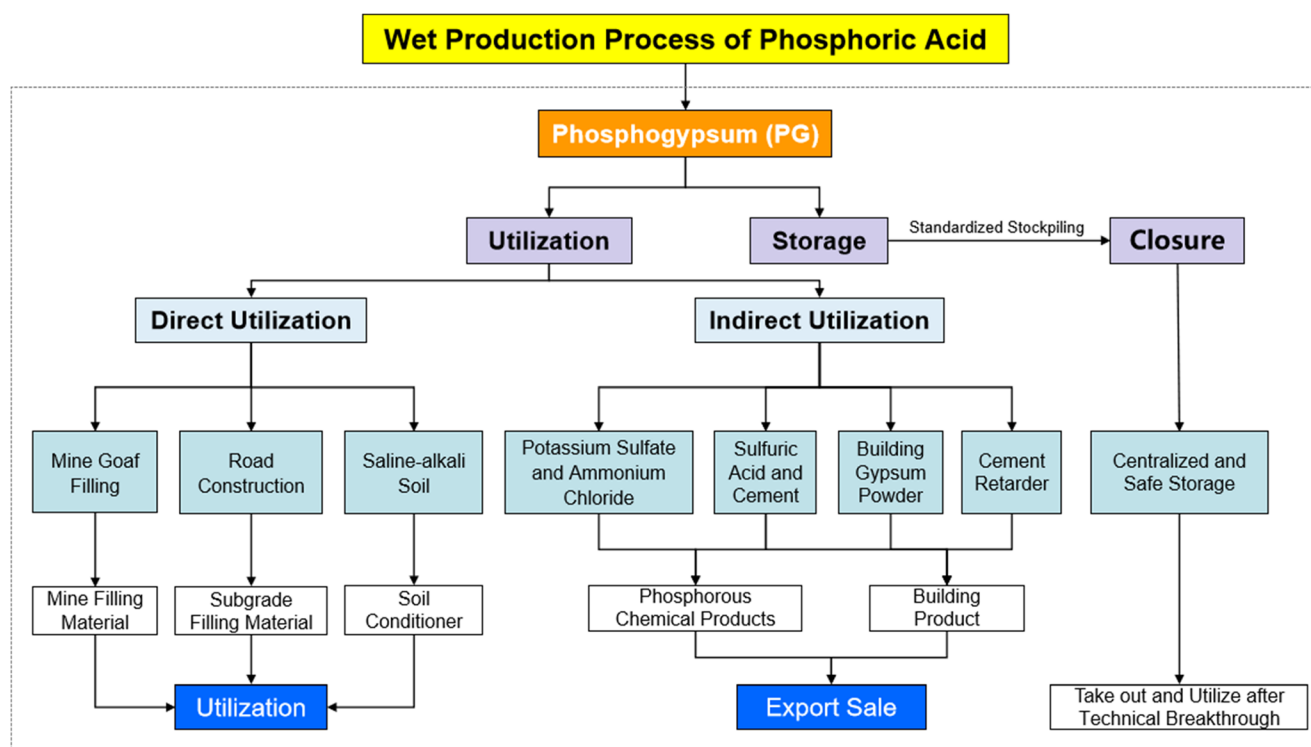 Wet Production Process of Phosphoric Acid
Phosphogypsum (PG)
Utilization
Storage
Standardized Stockpiling
Closure
Direct Utilization
Indirect Utilization
Mine Goaf
Filling
Road
Construction
Saline-alkali
Soil
Potassium Sulfate
and Ammonium
Chloride
Sulfuric
Acid and
Cement
Building
Gypsum
Powder
Cement
Retarder
Centralized and
Safe Storage
Mine Filling
Material
Subgrade
Filling Material
Soil
Conditioner
Phosphorous
Chemical Products
Building
Product
Utilization
Export Sale
Take out and Utilize after
Technical Breakthrough